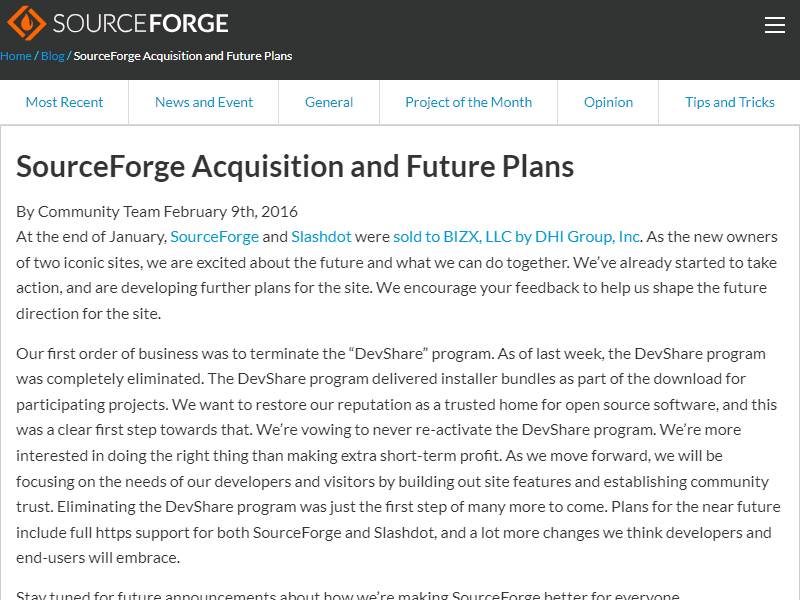 SOURCEFORGE
Home / Blog / SourceForge Acquisition and Future Plans
Most Recent
News and Event
General
Project of the Month
Opinion
Tips and Tricks
SourceForge Acquisition and Future Plans
By Community Team February 9th, 2016
At the end of January, SourceForge and Slashdot were sold to BIZX, LLC by DHI Group, Inc. As the new owners
of two iconic sites, we are excited about the future and what we can do together. We’ve already started to take
action, and are developing further plans for the site. We encourage your feedback to help us shape the future
direction for the site.
Our first order of business was to terminate the “DevShare” program. As of last week, the DevShare program
was completely eliminated. The DevShare program delivered installer bundles as part of the download for
participating projects. We want to restore our reputation as a trusted home for open source software, and this
was a clear first step towards that. We’re vowing to never re-activate the DevShare program. We’re more
interested in doing the right thing than making extra short-term profit. As we move forward, we will be
focusing on the needs of our developers and visitors by building out site features and establishing community
trust. Eliminating the DevShare program was just the first step of many more to come. Plans for the near future
include full https support for both SourceForge and Slashdot, and a lot more changes we think developers and
end-users will embrace.
Stay tuned for future announcements about how we’re making SourceForge better for everyone.